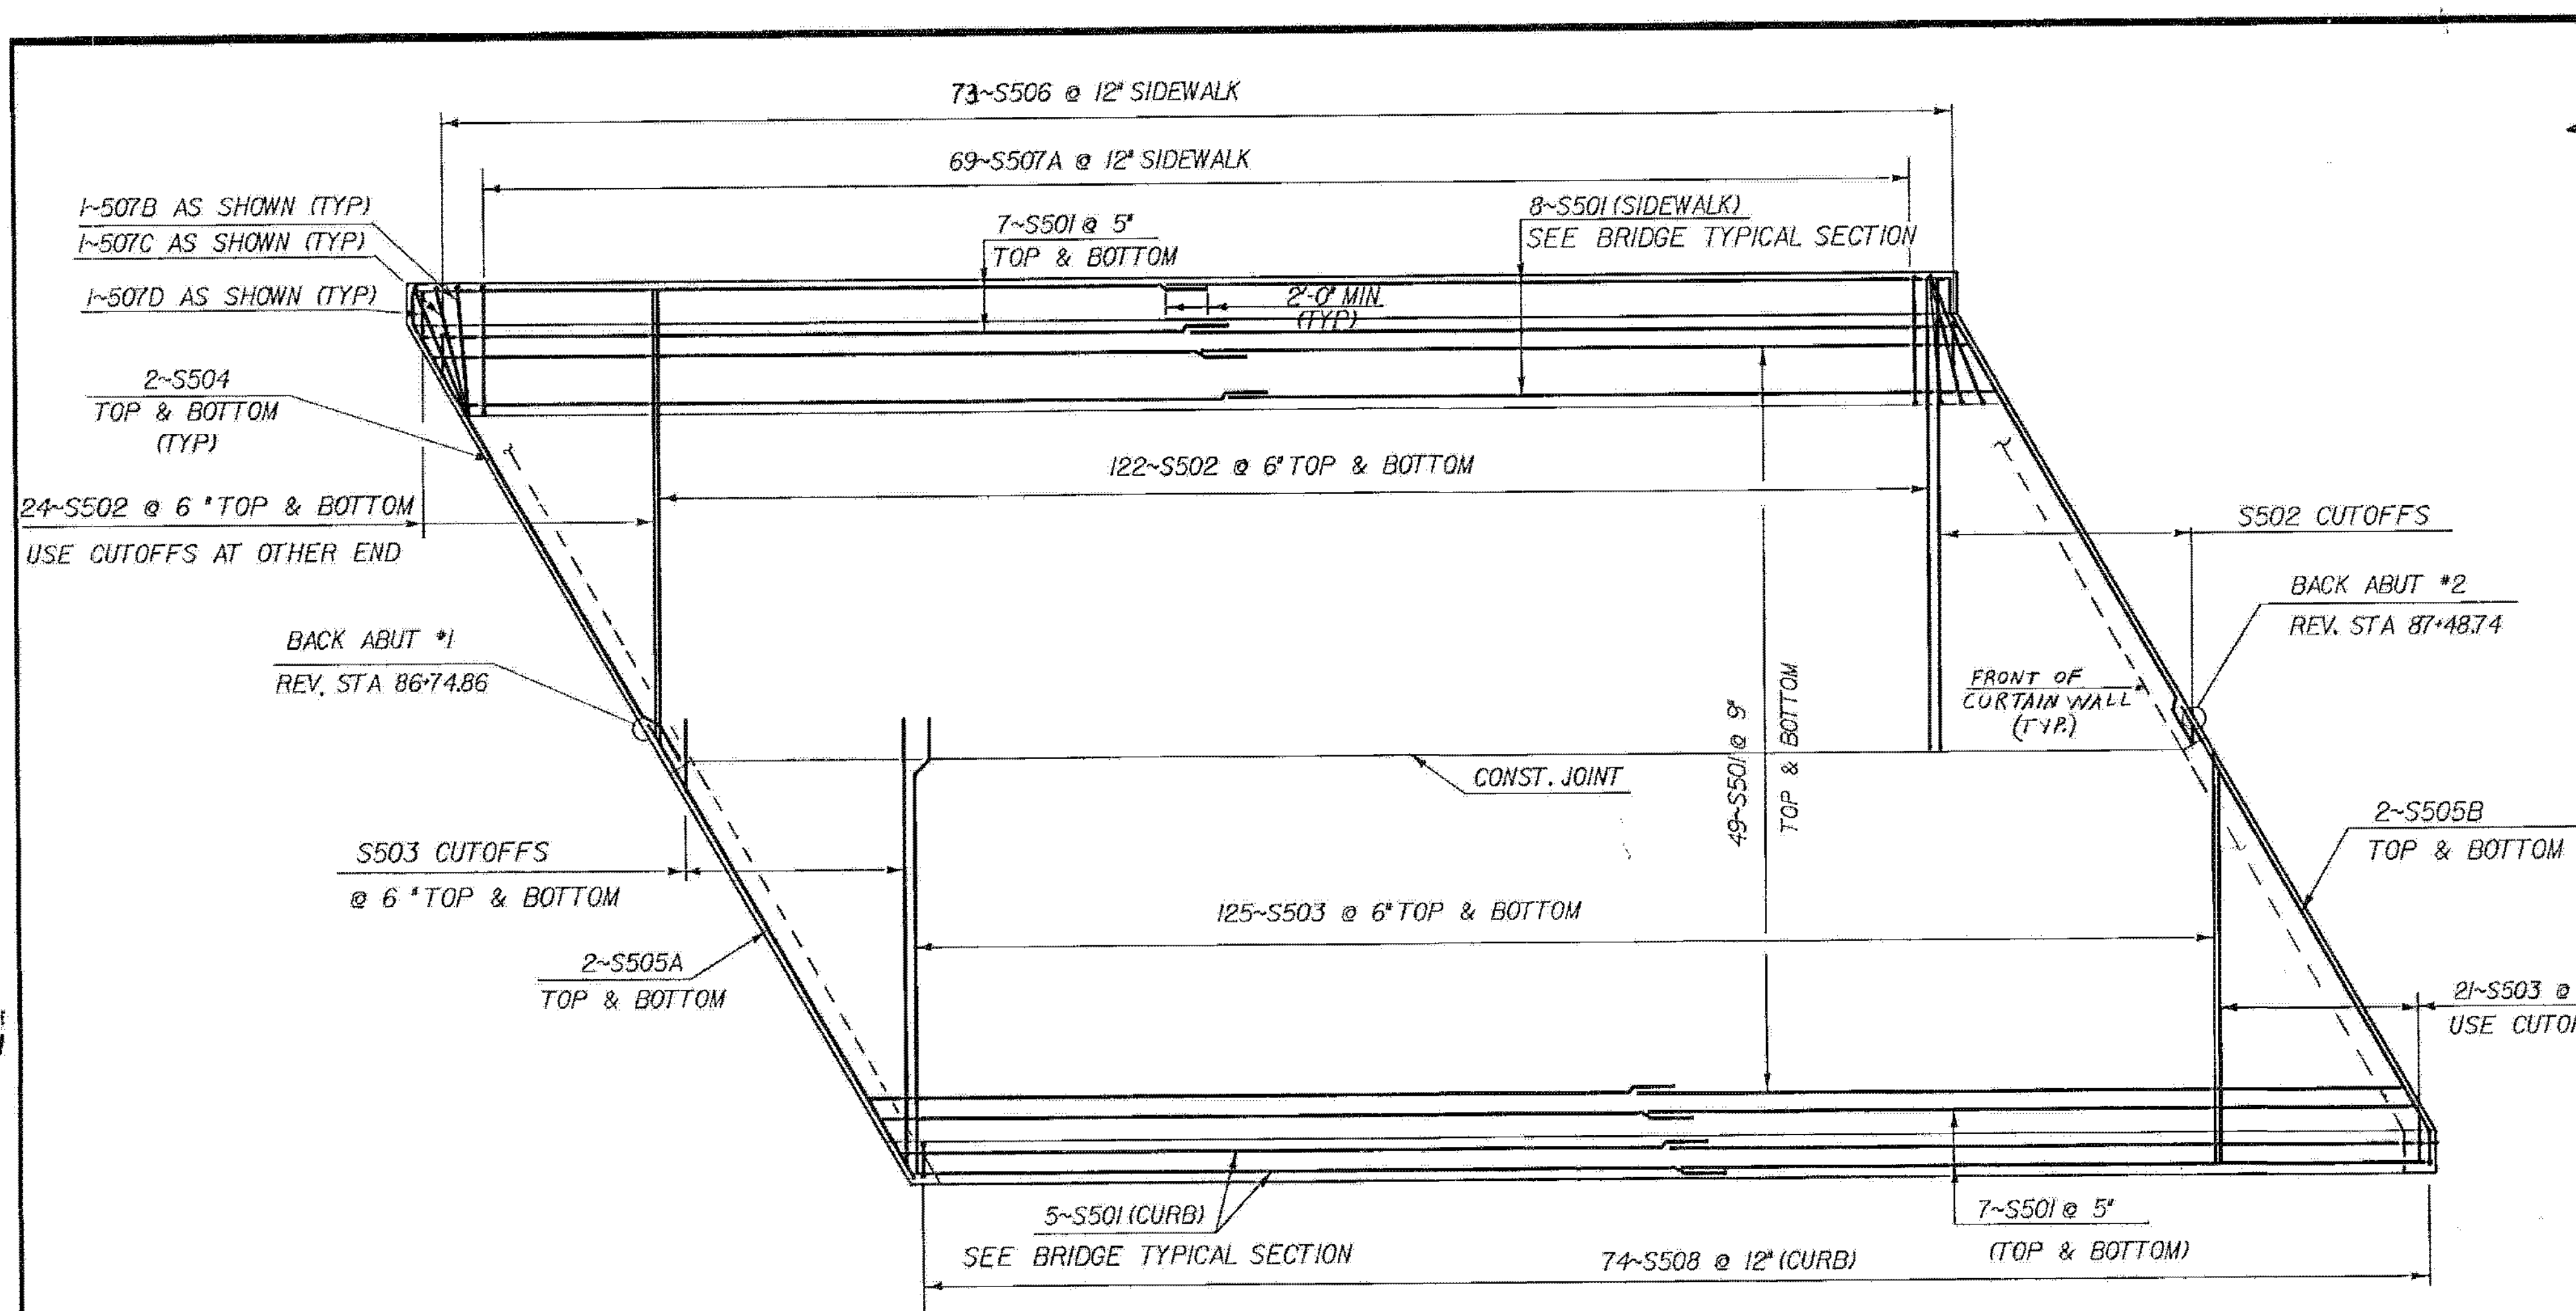 73~S506 @ 12" SIDEWALK
69~S507A @ 12" SIDEWALK
1~507B AS SHOWN (TYP)
1~507C AS SHOWN (TYP)
1~507D AS SHOWN (TYP)
7~S501 @ 5"
TOP & BOTTOM
8~S501 (SIDEWALK)
SEE BRIDGE TYPICAL SECTION
2'-0" MIN
(TYP)
2~S504
TOP & BOTTOM
(TYP)
122~S502 @ 6" TOP & BOTTOM
24~S502 @ 6" TOP & BOTTOM
USE CUTOFFS AT OTHER END
S502 CUTOFFS
BACK ABUT #1
REV. STA 86+74.86
BACK ABUT #2
REV. STA 87+48.74
FRONT OF
CURTAIN WALL
(TYP.)
49~S501 @ 9"
TOP & BOTTOM
CONST. JOINT
S503 CUTOFFS
@ 6" TOP & BOTTOM
2~S505B
TOP & BOTTOM
125~S503 @ 6" TOP & BOTTOM
2~S505A
TOP & BOTTOM
21~S503 @
USE CUTOF
5~S501 (CURB)
SEE BRIDGE TYPICAL SECTION
7~S501 @ 5"
(TOP & BOTTOM)
74~S508 @ 12" (CURB)